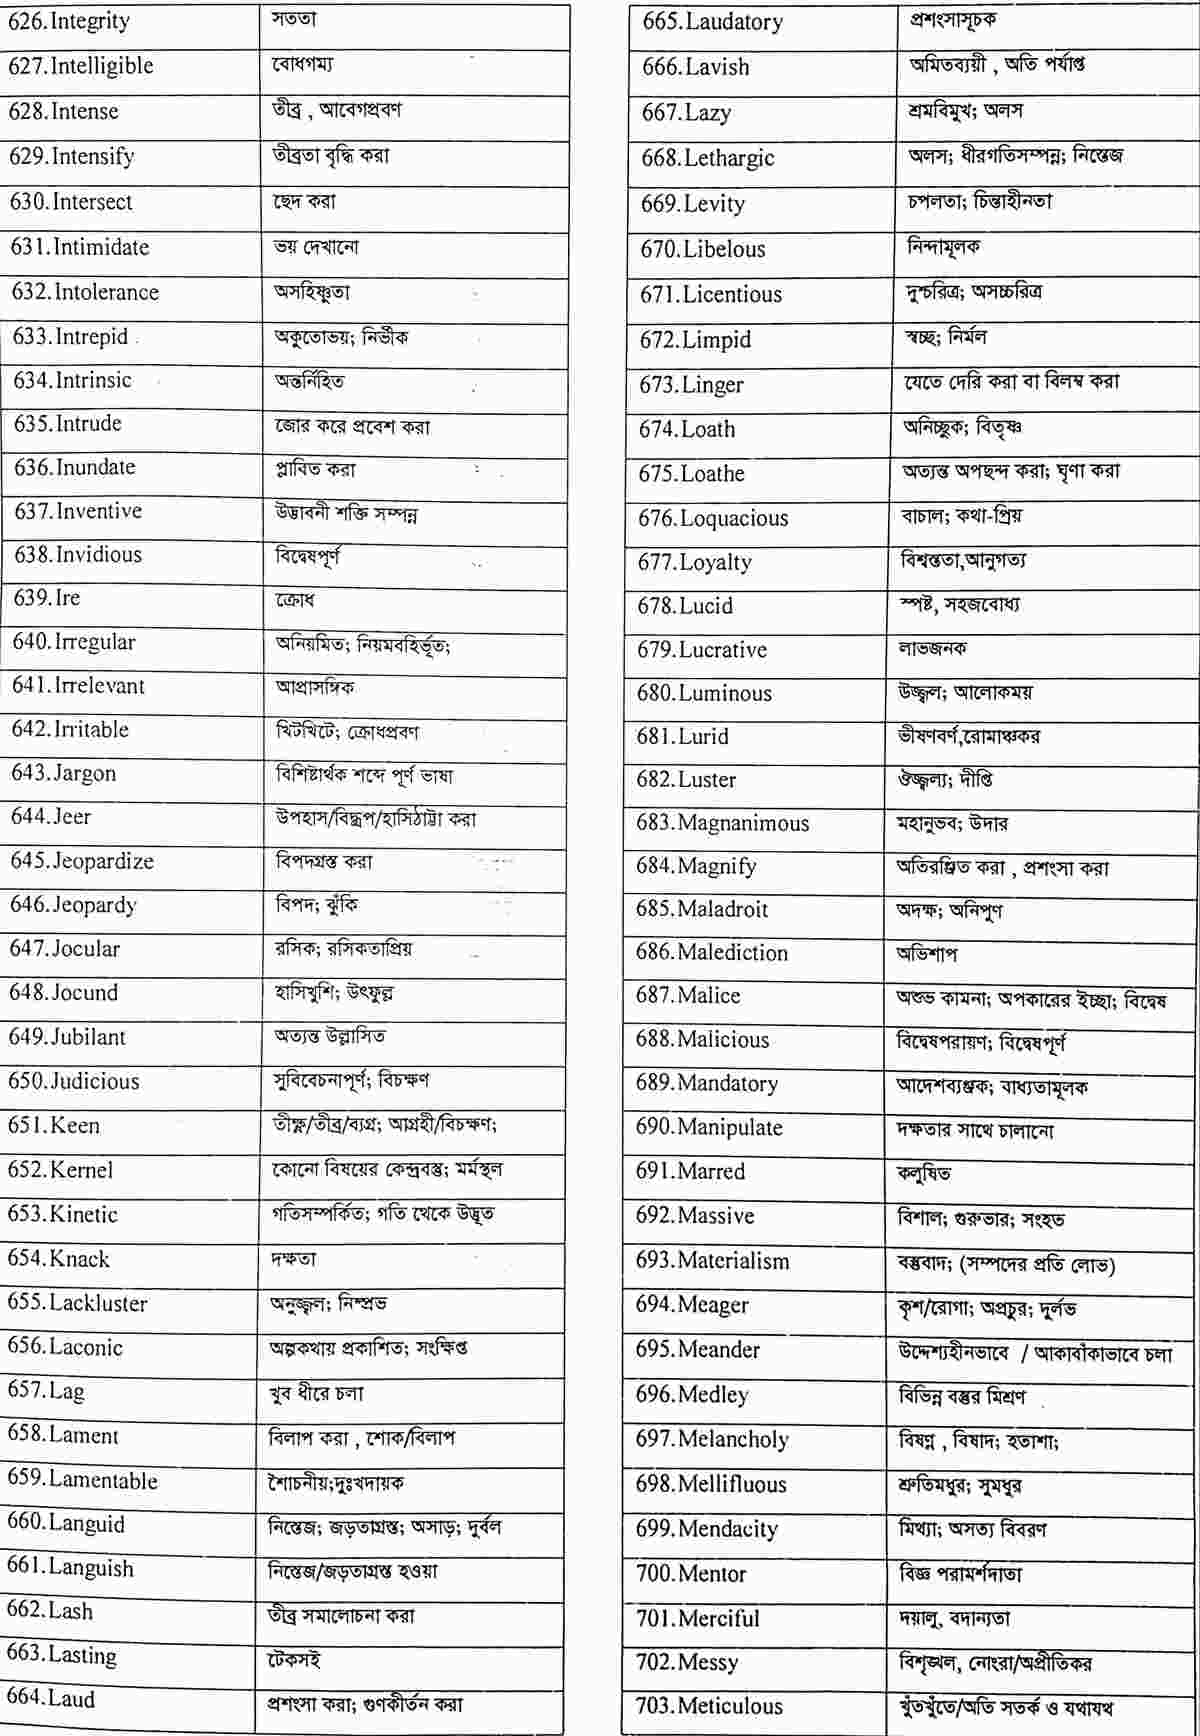 626.Integrity সততা
627.Intelligible বোধগম্য
628.Intense তীব্র , আবেগপ্রবণ
629.Intensify তীব্রতা বৃদ্ধি করা
630.Intersect ছেদ করা
631.Intimidate ভয় দেখানো
632.Intolerance অসহিষ্ণুতা
633.Intrepid অকুতোভয়; নির্ভীক
634.Intrinsic অন্তর্নিহিত
635.Intrude জোর করে প্রবেশ করা
636.Inundate প্লাবিত করা
637.Inventive উদ্ভাবনী শক্তি সম্পন্ন
638.Invidious বিদ্বেষপূর্ণ
639.Ire ক্রোধ
640.Irregular অনিয়মিত; নিয়মবহির্ভূত;
641.Irrelevant আপ্রাসঙ্গিক
642.Irritable খিটখিটে; ক্রোধপ্রবণ
643.Jargon বিশিষ্টার্থক শব্দে পূর্ণ ভাষা
644.Jeer উপহাস/বিদ্ধপ/হাসিঠাট্টা করা
645.Jeopardize বিপদগ্রস্ত করা
646.Jeopardy বিপদ; ঝুঁকি
647.Jocular রসিক; রসিকতাপ্রিয়
648.Jocund হাসিখুশি; উৎফুল্ল
649.Jubilant অত্যন্ত উল্লাসিত
650.Judicious সুবিবেচনাপূর্ণ; বিচক্ষণ
651.Keen তীক্ষ্ণ/তীব্র/ব্যগ্র; আগ্রহী/বিচক্ষণ;
652.Kernel কোনো বিষয়ের কেন্দ্রবস্তু; মর্মস্থল
653.Kinetic গতিসম্পর্কিত; গতি থেকে উদ্ভূত
654.Knack দক্ষতা
655.Lackluster অনুজ্জ্বল; নিষ্প্রভ
656.Laconic অল্পকথায় প্রকাশিত; সংক্ষিপ্ত
657.Lag খুব ধীরে চলা
658.Lament বিলাপ করা , শোক/বিলাপ
659.Lamentable শৈাচনীয়;দুঃখদায়ক
660.Languid নিস্তেজ; জড়তাগ্রস্ত; অসাড়; দুর্বল
661.Languish নিস্তেজ/জড়তাগ্রস্ত হওয়া
662.Lash তীব্র সমালোচনা করা
663.Lasting টেকসই
664.Laud প্রশংসা করা; গুণকীর্তন করা
665.Laudatory প্রশংসাসূচক
666.Lavish অমিতব্যয়ী , অতি পর্যাপ্ত
667.Lazy শ্রমবিমুখ; অলস
668.Lethargic অলস; ধীরগতিসম্পন্ন; নিস্তেজ
669.Levity চপলতা; চিন্তাহীনতা
670.Libelous নিন্দামূলক
671.Licentious দুশ্চরিত্র; অসচ্চরিত্র
672.Limpid স্বচ্ছ; নির্মল
673.Linger যেতে দেরি করা বা বিলম্ব করা
674.Loath অনিচ্ছুক; বিতৃষ্ণ
675.Loathe অত্যন্ত অপছন্দ করা; ঘৃণা করা
676.Loquacious বাচাল; কথা-প্রিয়
677.Loyalty বিশ্বস্ততা,আনুগত্য
678.Lucid স্পষ্ট, সহজবোধ্য
679.Lucrative লাভজনক
680.Luminous উজ্জ্বল; আলোকময়
681.Lurid ভীষণবর্ণ,রোমাঞ্চকর
682.Luster ঔজ্জ্বল্য; দীপ্তি
683.Magnanimous মহানুভব; উদার
684.Magnify অতিরঞ্জিত করা , প্রশংসা করা
685.Maladroit অদক্ষ; অনিপুণ
686.Malediction অভিশাপ
687.Malice অশুভ কামনা; অপকারের ইচ্ছা; বিদ্বেষ
688.Malicious বিদ্বেষপরায়ণ; বিদ্বেষপূর্ণ
689.Mandatory আদেশব্যঞ্জক; বাধ্যতামূলক
690.Manipulate দক্ষতার সাথে চালানো
691.Marred কলুষিত
692.Massive বিশাল; গুরুভার; সংহত
693.Materialism বস্তুবাদ; (সম্পদের প্রতি লোভ)
694.Meager কৃশ/রোগা; অপ্রচুর; দুর্লভ
695.Meander উদ্দেশ্যহীনভাবে / আকাবাঁকাভাবে চলা
696.Medley বিভিন্ন বস্তুর মিশ্রণ
697.Melancholy বিষণ্ন , বিষাদ; হতাশা;
698.Mellifluous শ্রুতিমধুর; সুমধুর
699.Mendacity মিথ্যা; অসত্য বিবরণ
700.Mentor বিজ্ঞ পরামর্শদাতা
701.Merciful দয়ালু, বদান্যতা
702.Messy বিশৃঙ্খল, নোংরা/অপ্রীতিকর
703.Meticulous খুঁতখুঁতে/অতি সতর্ক ও যথাযথ